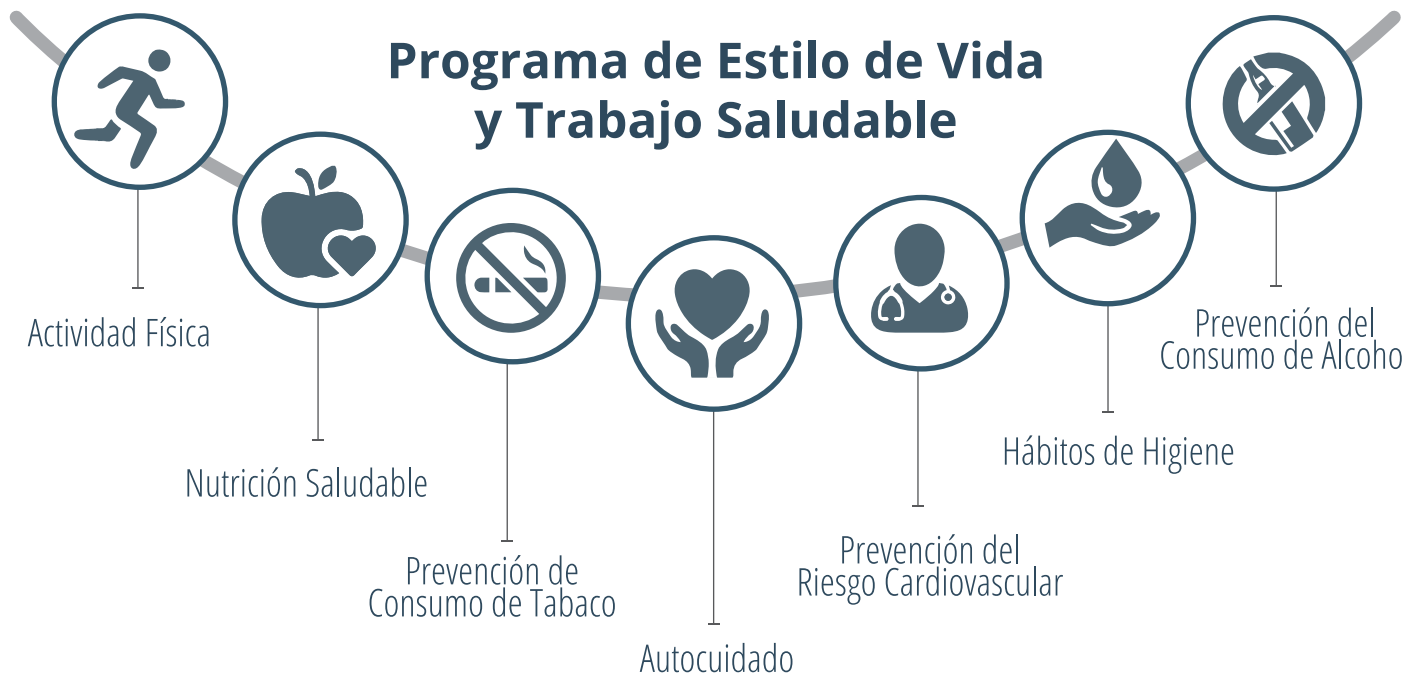 Programa de Estilo de Vida
y Trabajo Saludable
Actividad Física
Nutrición Saludable
Prevención de
Consumo de Tabaco
Autocuidado
Prevención del
Riesgo Cardiovascular
Hábitos de Higiene
Prevención del
Consumo de Alcoho